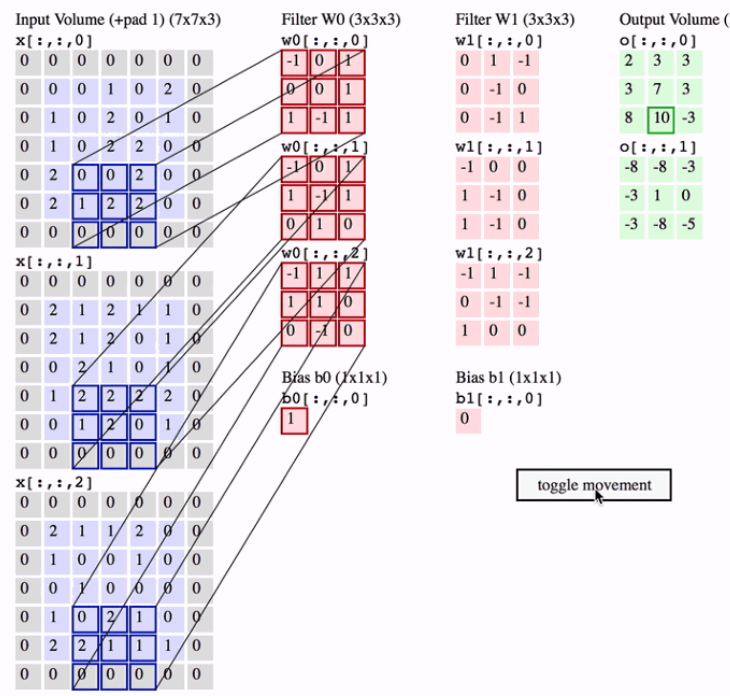 Input Volume (+pad 1) (7x7x3)
x[:,:,0]
0 0 0 0 0 0 0
0 0 0 1 0 2 0
0 1 0 2 0 1 0
0 1 0 2 2 0 0
0 2 0 0 2 0 0
0 2 1 2 2 0 0
0 0 0 0 0 0 0
x[:,:,1]
0 0 0 0 0 0 0
0 2 1 2 1 1 0
0 2 1 2 0 1 0
0 0 2 1 0 1 0
0 1 2 2 2 2 0
0 0 1 2 0 1 0
0 0 0 0 0 0 0
x[:,:,2]
0 0 0 0 0 0 0
0 2 1 1 2 0 0
0 1 0 0 1 0 0
0 0 1 0 0 0 0
0 1 0 2 1 0 0
0 2 2 1 1 1 0
0 0 0 0 0 0 0
Filter W0 (3x3x3)
w0[:,:,0]
-1 0 1
0 0 1
1 -1 1
w0[:,:,1]
-1 0 1
1 -1 1
0 1 0
w0[:,:,2]
-1 1 1
1 1 0
0 -1 0
Bias b0 (1x1x1)
b0[:,:,0]
1
Filter W1 (3x3x3)
w1[:,:,0]
0 1 -1
0 -1 0
0 -1 1
w1[:,:,1]
-1 0 0
1 -1 0
1 -1 0
w1[:,:,2]
-1 1 -1
0 -1 -1
1 0 0
Bias b1 (1x1x1)
b1[:,:,0]
0
Output Volume (
o[:,:,0]
2 3 3
3 7 3
8 10 -3
o[:,:,1]
-8 -8 -3
-3 1 0
-3 -8 -5
toggle movement